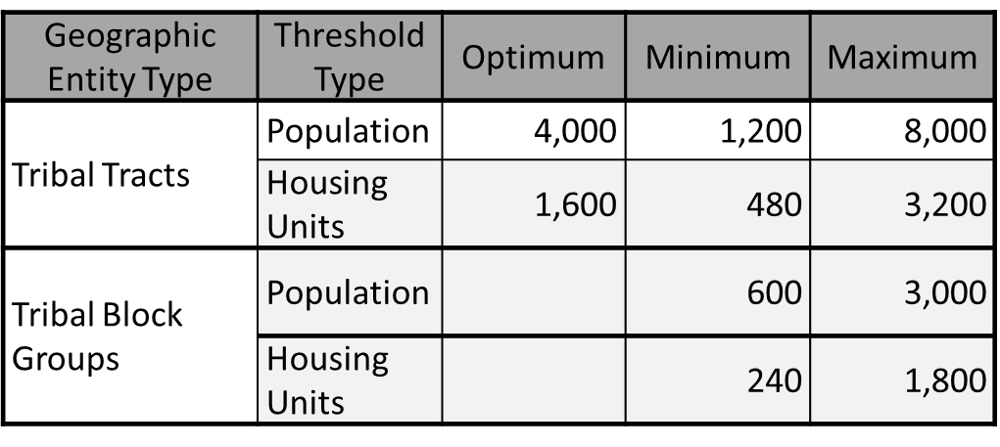 Geographic
Entity Type
Threshold
Type
Optimum
Minimum
Maximum
Tribal Tracts
Population
4,000
1,200
8,000
Housing
Units
1,600
480
3,200
Tribal Block
Groups
Population
600
3,000
Housing
Units
240
1,800